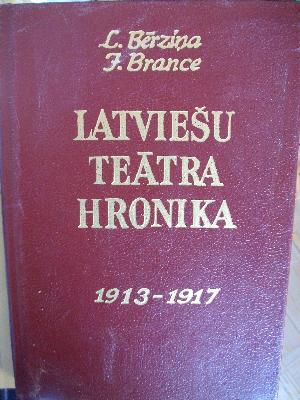 L. Bērziņa
J. Brance
LATVIEŠU
TEĀTRA
HRONIKA
1913-1917